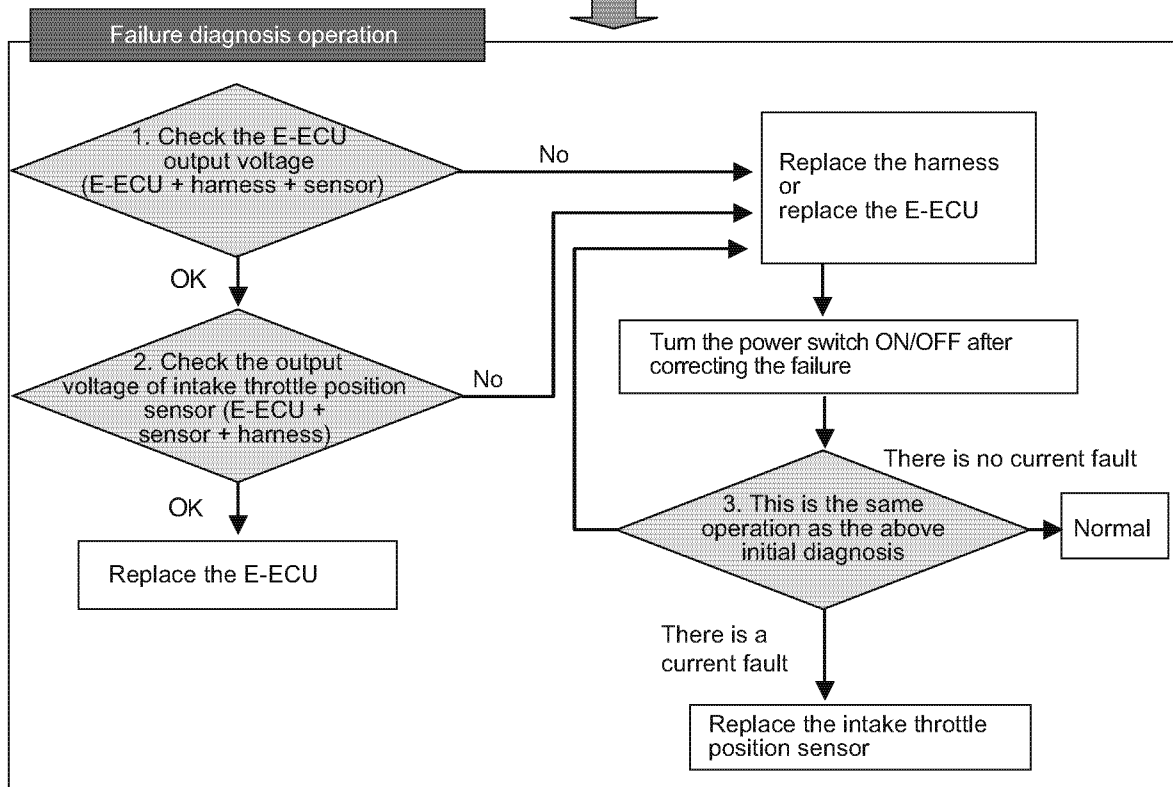 Failure diagnosis operation
1. Check the E-ECU
output voltage
(E-ECU + harness + sensor)
No
Replace the harness
or
replace the E-ECU
OK
Turn the power switch ON/OFF after
correcting the failure
2. Check the output
voltage of intake throttle position
sensor (E-ECU +
sensor + harness)
No
There is no current fault
3. This is the same
operation as the above
initial diagnosis
Normal
OK
Replace the E-ECU
There is a
current fault
Replace the intake throttle
position sensor